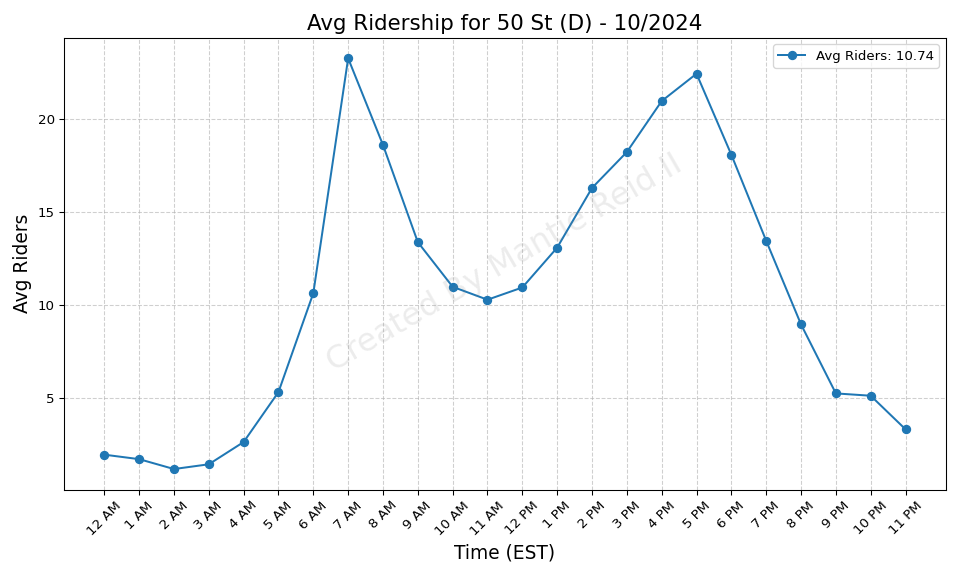 Avg Ridership for 50 St (D) - 10/2024
Avg Riders: 10.74
Avg Riders
20
15
10
5
Created By Mantie Reid II
12 AM
1 AM
2 AM
3 AM
4 AM
5 AM
6 AM
7 AM
8 AM
9 AM
10 AM
11 AM
12 PM
1 PM
2 PM
3 PM
4 PM
5 PM
6 PM
7 PM
8 PM
9 PM
10 PM
11 PM
Time (EST)